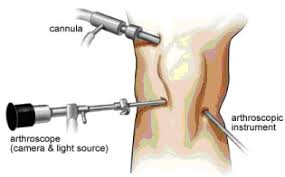 cannula
arthroscopic
instrument
arthroscope
(camera & light source)